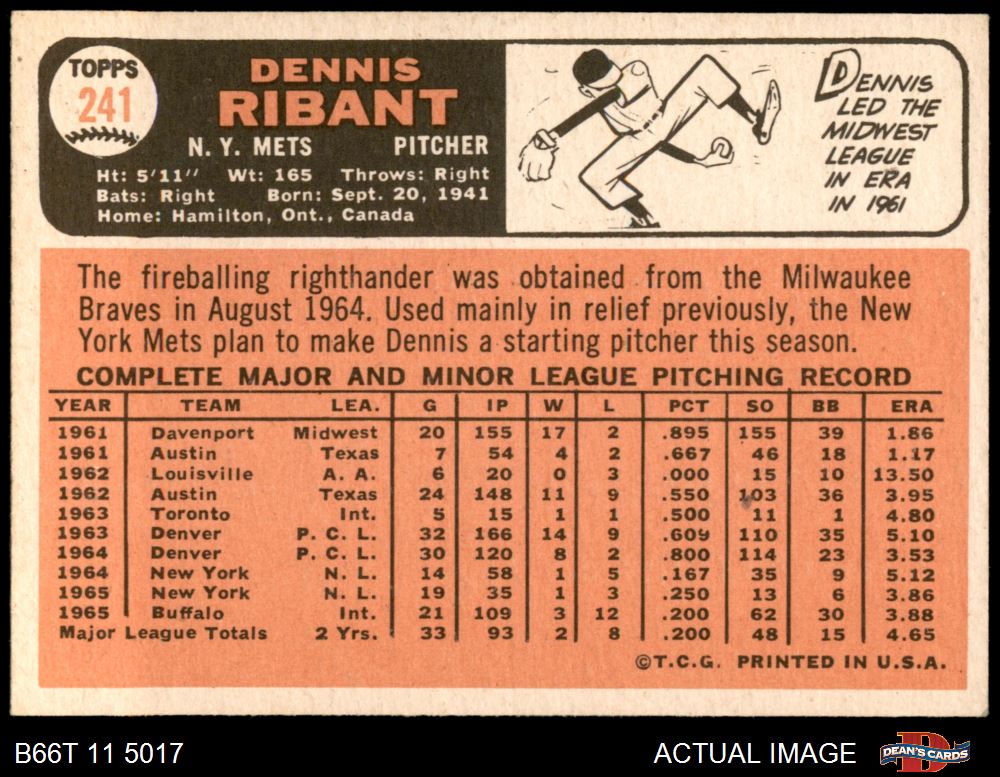 TOPPS
241
DENNIS
RIBANT
N. Y. METS PITCHER
Ht: 5'11" Wt: 165 Throws: Right
Bats: Right Born: Sept. 20, 1941
Home: Hamilton, Ont., Canada
DENNIS
LED THE
MIDWEST
LEAGUE
IN ERA
IN 1961
The fireballing righthander was obtained from the Milwaukee
Braves in August 1964. Used mainly in relief previously, the New
York Mets plan to make Dennis a starting pitcher this season.
COMPLETE MAJOR AND MINOR LEAGUE PITCHING RECORD
YEAR TEAM LEA. G IP W L PCT SO BB ERA
1961 Davenport Midwest 20 155 17 2 .895 155 39 1.86
1961 Austin Texas 7 54 4 2 .667 46 18 1.17
1962 Louisville A. A. 6 20 0 3 .000 15 10 13.50
1962 Austin Texas 24 148 11 9 .550 103 36 3.95
1963 Toronto Int. 5 15 1 1 .500 11 1 4.80
1963 Denver P. C. L. 32 166 14 9 .609 110 35 5.10
1964 Denver P. C. L. 30 120 8 2 .800 114 23 3.53
1964 New York N. L. 14 58 1 5 .167 35 9 5.12
1965 New York N. L. 19 35 1 3 .250 13 6 3.86
1965 Buffalo Int. 21 109 3 12 .200 62 30 3.88
Major League Totals 2 Yrs. 33 93 2 8 .200 48 15 4.65
©T.C.G. PRINTED IN U.S.A.
B66T 11 5017
ACTUAL IMAGE
DEAN'S CARDS